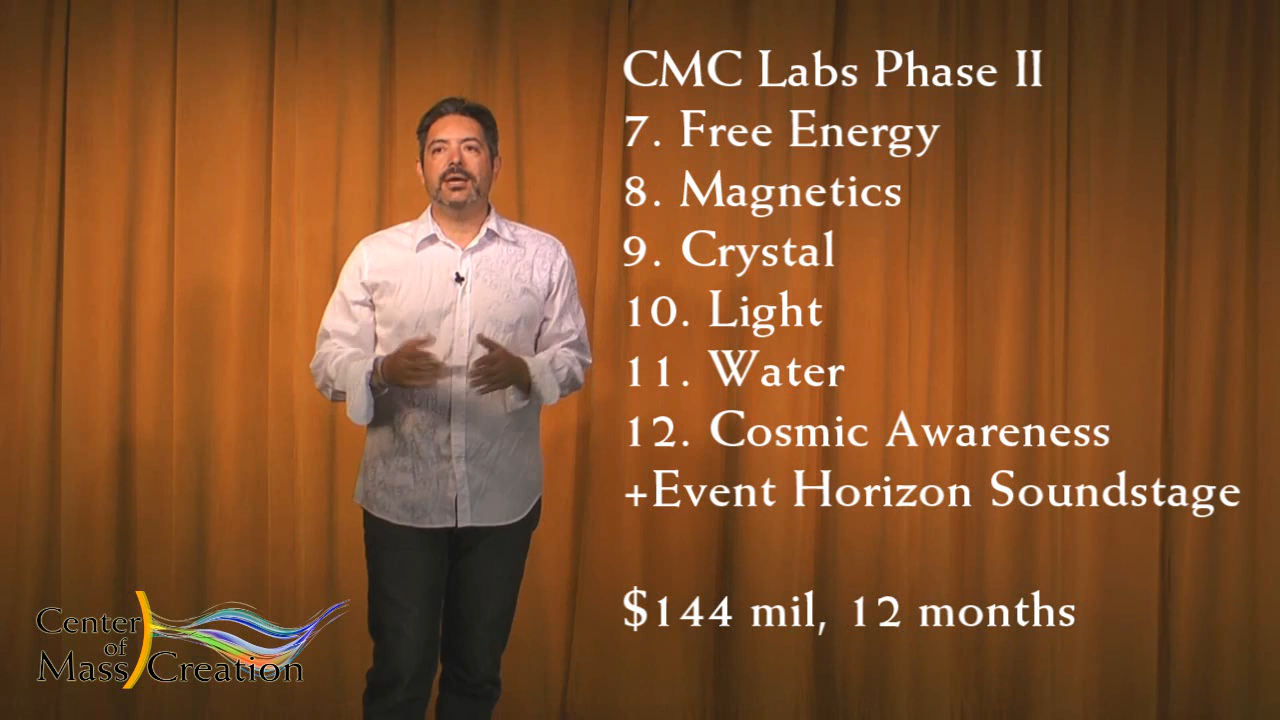 CMC Labs Phase II
7. Free Energy
8. Magnetics
9. Crystal
10. Light
11. Water
12. Cosmic Awareness
+Event Horizon Soundstage
$144 mil, 12 months
Center
of
Mass Creation